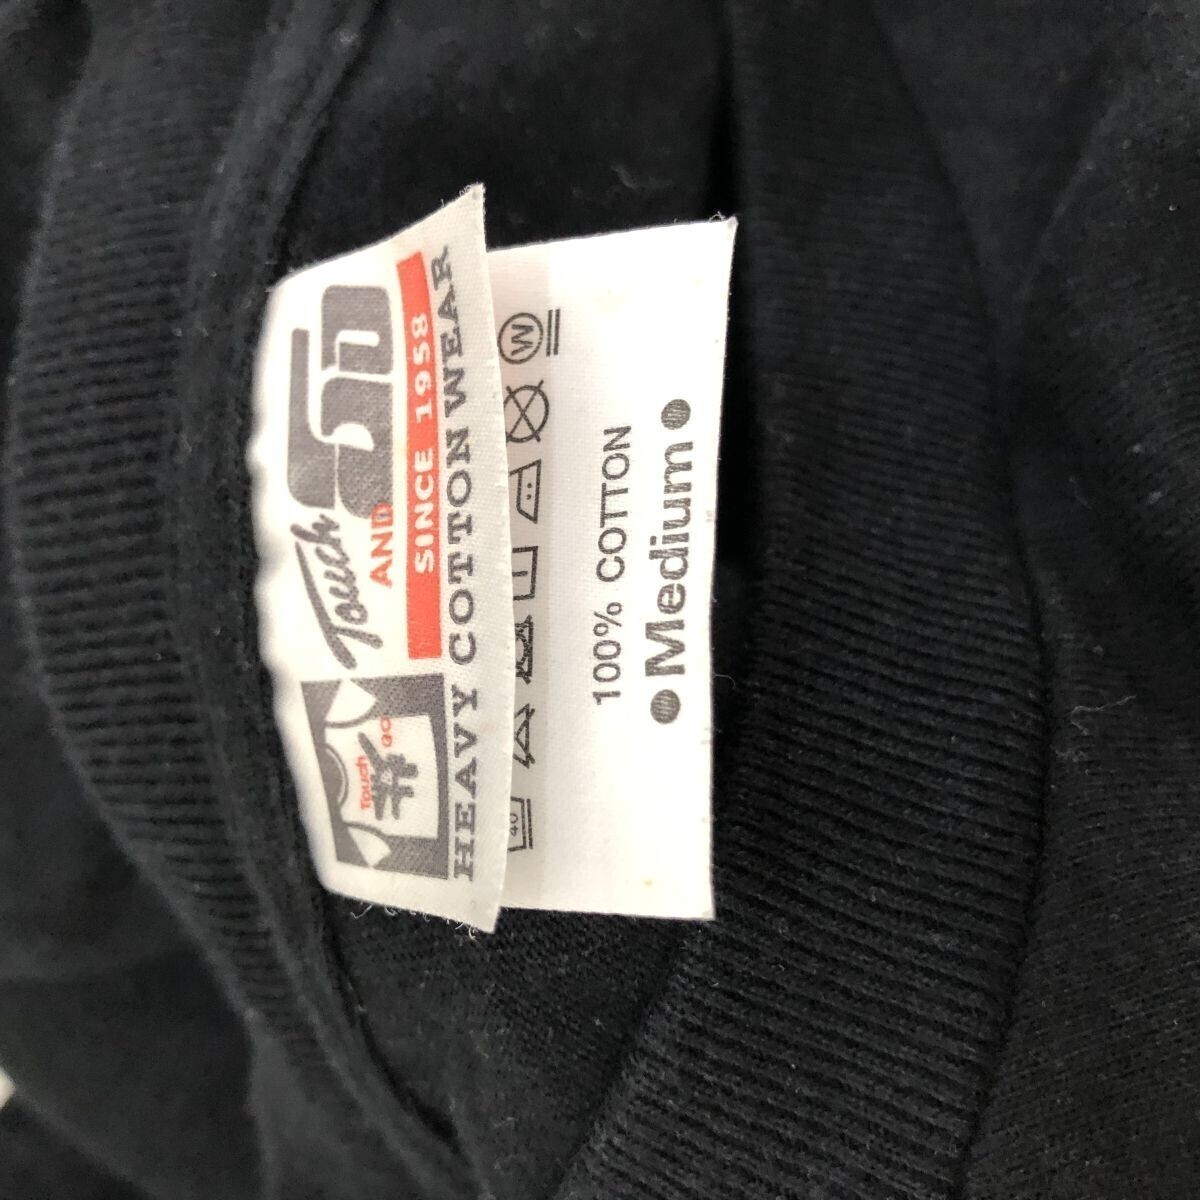 Touch
AND
GO
SINCE 1958
HEAVY COTTON WEAR
Touch
#
GO
40
W
100% COTTON
●Medium●